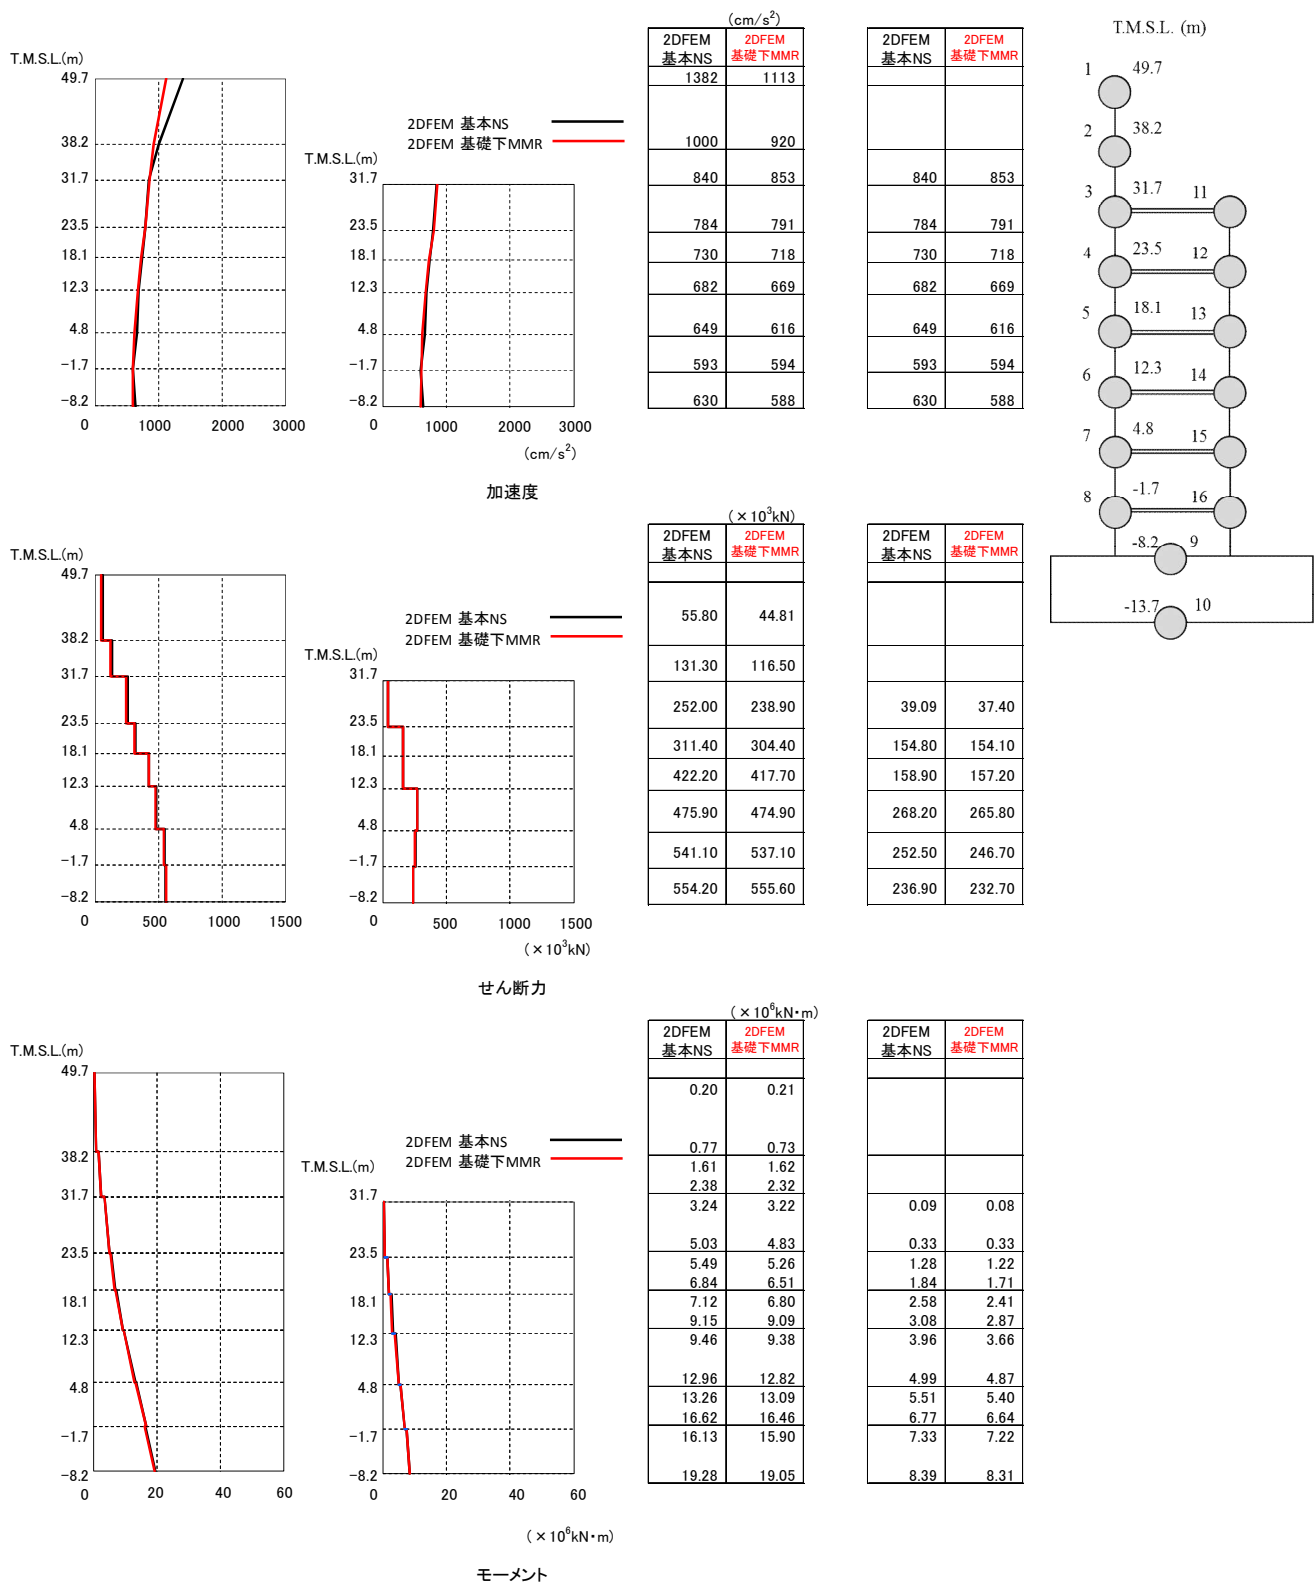 (cm/s²)
T.M.S.L.(m)
49.7
38.2
31.7
23.5
18.1
12.3
4.8
−1.7
−8.2
0 1000 2000 3000
2DFEM 基本NS
2DFEM 基礎下MMR
T.M.S.L.(m)
31.7
23.5
18.1
12.3
4.8
−1.7
−8.2
0 1000 2000 3000
(cm/s²)
加速度
2DFEM 2DFEM
基本NS 基礎下MMR
1382 1113
1000 920
840 853
784 791
730 718
682 669
649 616
593 594
630 588
2DFEM 2DFEM
基本NS 基礎下MMR
840 853
784 791
730 718
682 669
649 616
593 594
630 588
T.M.S.L. (m)
1 49.7
2 38.2
3 31.7 11
4 23.5 12
5 18.1 13
6 12.3 14
7 4.8 15
8 -1.7 16
-8.2 9
-13.7 10
(×10³kN)
T.M.S.L.(m)
49.7
38.2
31.7
23.5
18.1
12.3
4.8
−1.7
−8.2
0 500 1000 1500
2DFEM 基本NS
2DFEM 基礎下MMR
T.M.S.L.(m)
31.7
23.5
18.1
12.3
4.8
−1.7
−8.2
0 500 1000 1500
(×10³kN)
せん断力
2DFEM 2DFEM
基本NS 基礎下MMR
55.80 44.81
131.30 116.50
252.00 238.90
311.40 304.40
422.20 417.70
475.90 474.90
541.10 537.10
554.20 555.60
2DFEM 2DFEM
基本NS 基礎下MMR
39.09 37.40
154.80 154.10
158.90 157.20
268.20 265.80
252.50 246.70
236.90 232.70
(×10⁶kN・m)
T.M.S.L.(m)
49.7
38.2
31.7
23.5
18.1
12.3
4.8
−1.7
−8.2
0 20 40 60
2DFEM 基本NS
2DFEM 基礎下MMR
T.M.S.L.(m)
31.7
23.5
18.1
12.3
4.8
−1.7
−8.2
0 20 40 60
(×10⁶kN・m)
モーメント
2DFEM 2DFEM
基本NS 基礎下MMR
0.20 0.21
0.77 0.73
1.61 1.62
2.38 2.32
3.24 3.22
5.03 4.83
5.49 5.26
6.84 6.51
7.12 6.80
9.15 9.09
9.46 9.38
12.96 12.82
13.26 13.09
16.62 16.46
16.13 15.90
19.28 19.05
2DFEM 2DFEM
基本NS 基礎下MMR
0.09 0.08
0.33 0.33
1.28 1.22
1.84 1.71
2.58 2.41
3.08 2.87
3.96 3.66
4.99 4.87
5.51 5.40
6.77 6.64
7.33 7.22
8.39 8.31